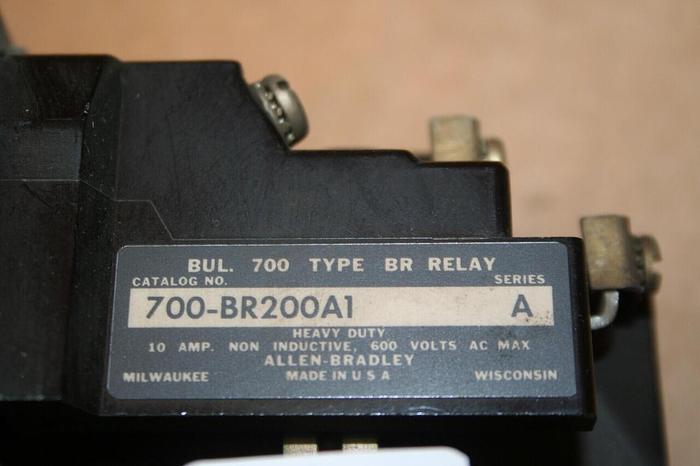 BUL. 700 TYPE BR RELAY
CATALOG NO. SERIES
700-BR200A1 A
HEAVY DUTY
10 AMP. NON INDUCTIVE, 600 VOLTS AC MAX
ALLEN-BRADLEY
MILWAUKEE MADE IN U S A WISCONSIN